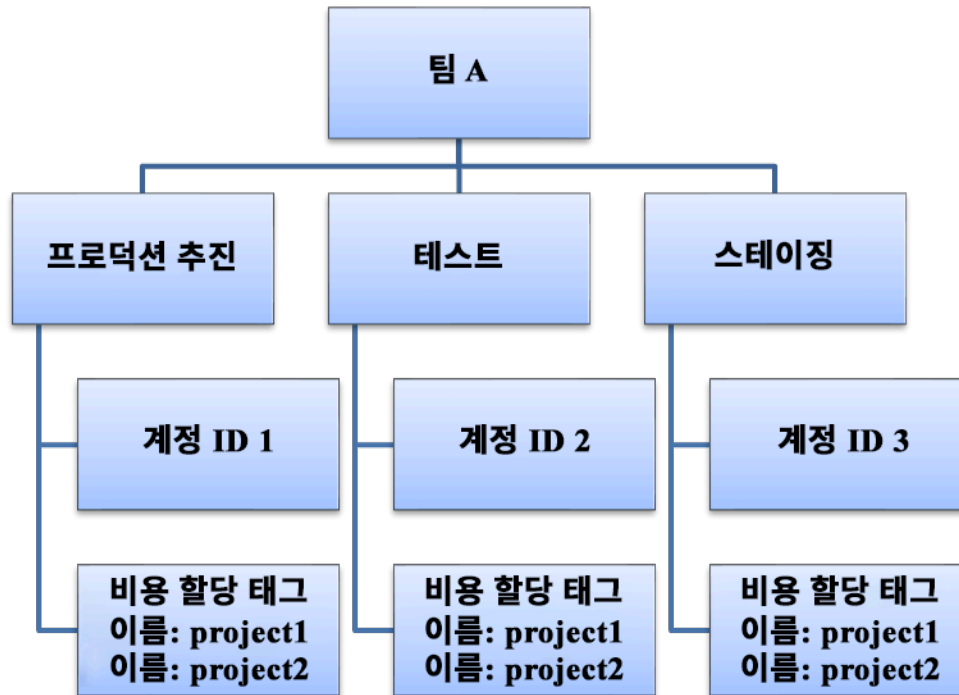 팀 A
프로덕션 추진
테스트
스테이징
계정 ID 1
계정 ID 2
계정 ID 3
비용 할당 태그
이름: project1
이름: project2
비용 할당 태그
이름: project1
이름: project2
비용 할당 태그
이름: project1
이름: project2